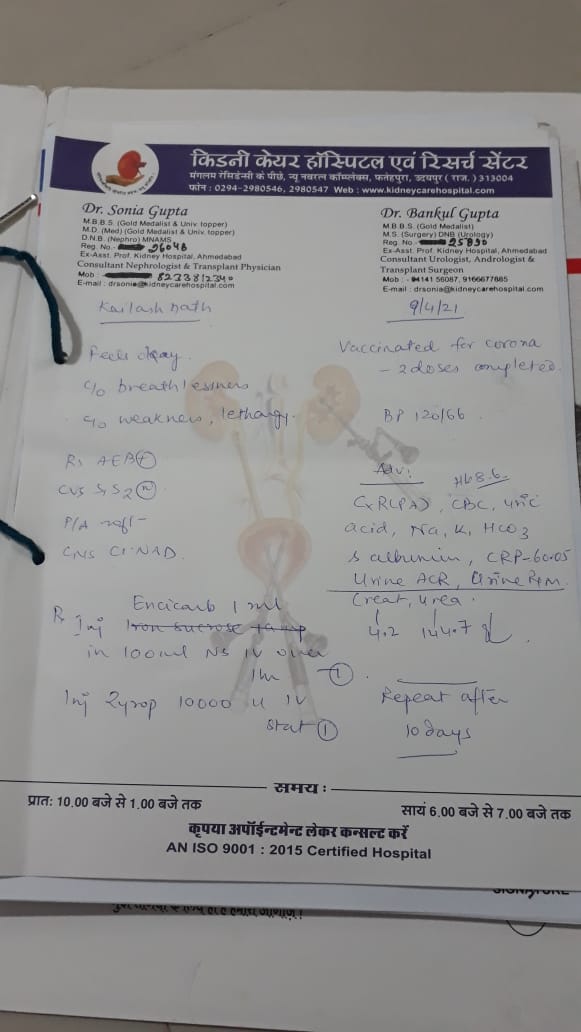 किडनी केयर हॉस्पिटल एवं रिसर्च सेंटर
मंगलम रेसिडेंसी के पीछे, न्यू नवरत्न कॉम्प्लेक्स, फतेहपुरा, उदयपुर ( राज. ) 313004
फोन : 0294-2980546, 2980547 Web : www.kidneycarehospital.com
Dr. Sonia Gupta
M.B.B.S. (Gold Medalist & Univ. topper)
M.D. (Med) (Gold Medalist & Univ. topper)
D.N.B. (Nephro) MNAMS
Reg. No.- 26048
Ex-Asst. Prof. Kidney Hospital, Ahmedabad
Consultant Nephrologist & Transplant Physician
Mob : 8233812340
E-mail : drsonia@kidneycarehospital.com
Dr. Bankul Gupta
M.B.B.S. (Gold Medalist)
M.S. (Surgery) DNB (Urology)
Reg. No.- 25890
Ex-Asst. Prof. Kidney Hospital, Ahmedabad
Consultant Urologist, Andrologist &
Transplant Surgeon
Mob : - 94141 56087, 9166677885
E-mail : drsonia@kidneycarehospital.com
Kailash Nath
9/4/21
Feels okay
c/o breathlessness
c/o weakness, lethargy.
Vaccinated for corona
- 2 doses completed.
BP 120/66
RS AEB+
CVS S1S2 (N)
P/A soft
CNS Cl. NAD.
Adv:
Hb 8.6
CXR(PA), CBC, uric
acid, Na, K, HCO3
S albumin, CRP-60.05
Urine ACR, Urine R/M.
Creat, urea.
4.2 144.7
Repeat after
10 days
Rx Encicarb 1 ml
Inj Iron sucrose 1 amp
in 100ml NS IV over
1hr (1)
Inj Zyrop 10000 u IV
stat (1)
समय :
प्रात: 10.00 बजे से 1.00 बजे तक
सायं 6.00 बजे से 7.00 बजे तक
कृपया अपॉईन्टमेन्ट लेकर कन्सल्ट करें
AN ISO 9001 : 2015 Certified Hospital